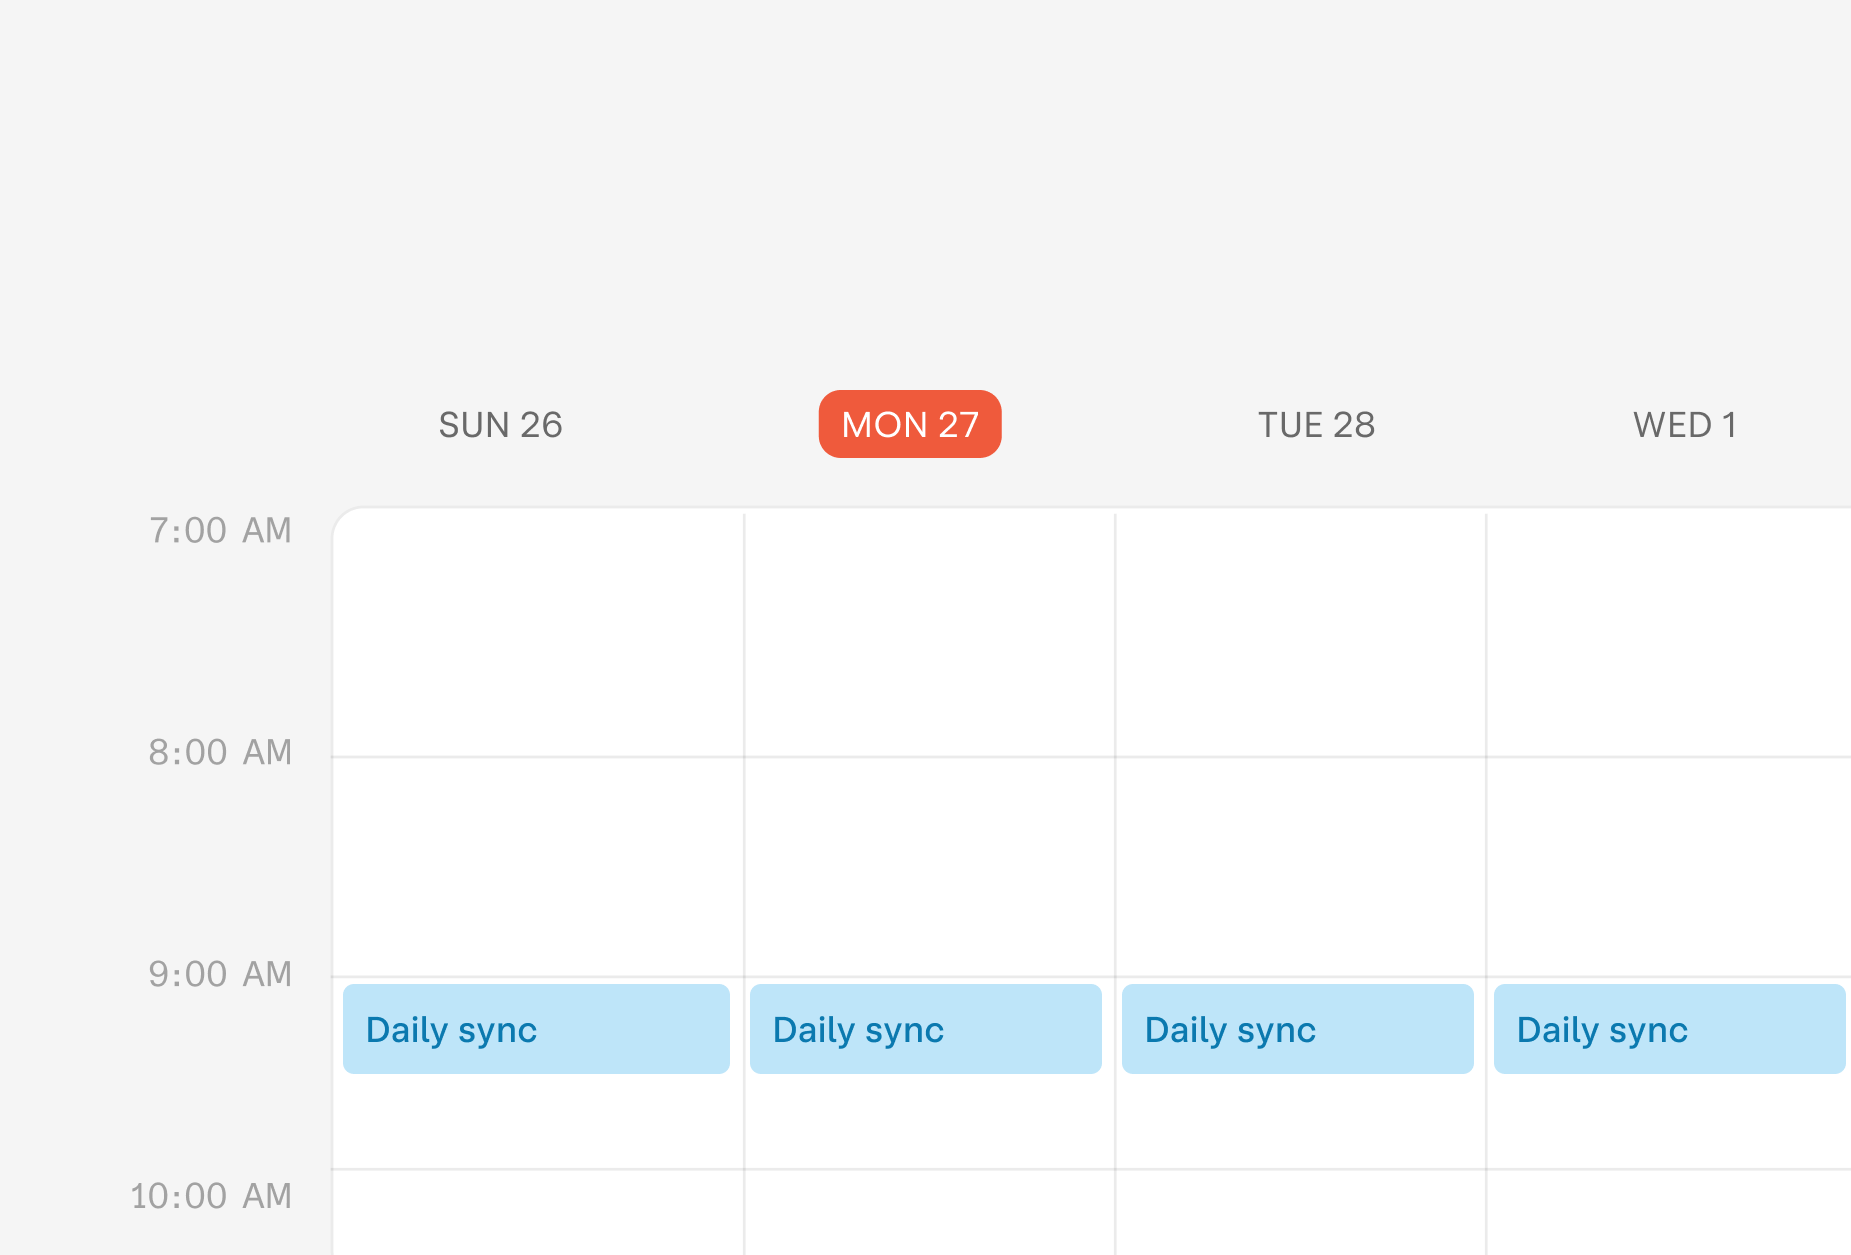 SUN 26 MON 27 TUE 28 WED 1
7:00 AM
8:00 AM
9:00 AM
Daily sync Daily sync Daily sync Daily sync
10:00 AM